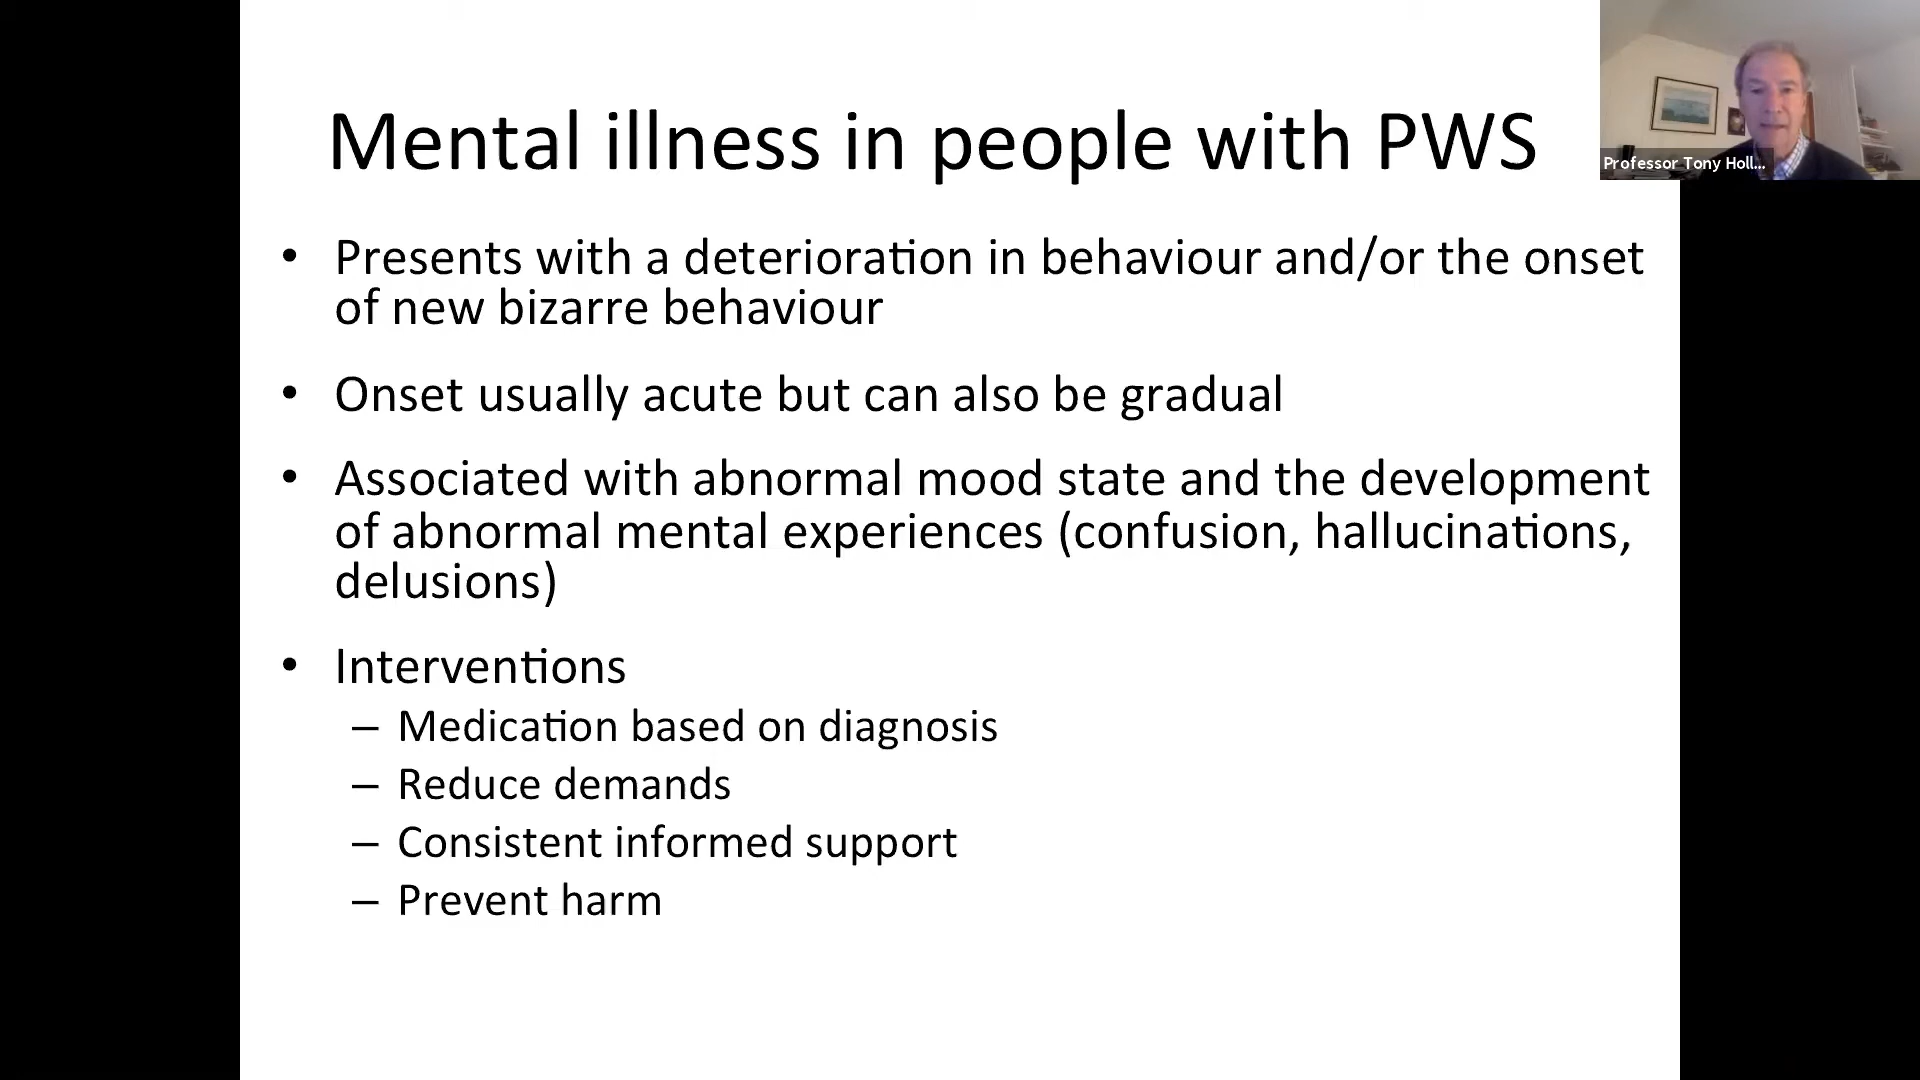 Mental illness in people with PWS
Professor Tony Holl...
• Presents with a deterioration in behaviour and/or the onset
of new bizarre behaviour
• Onset usually acute but can also be gradual
• Associated with abnormal mood state and the development
of abnormal mental experiences (confusion, hallucinations,
delusions)
• Interventions
– Medication based on diagnosis
– Reduce demands
– Consistent informed support
– Prevent harm